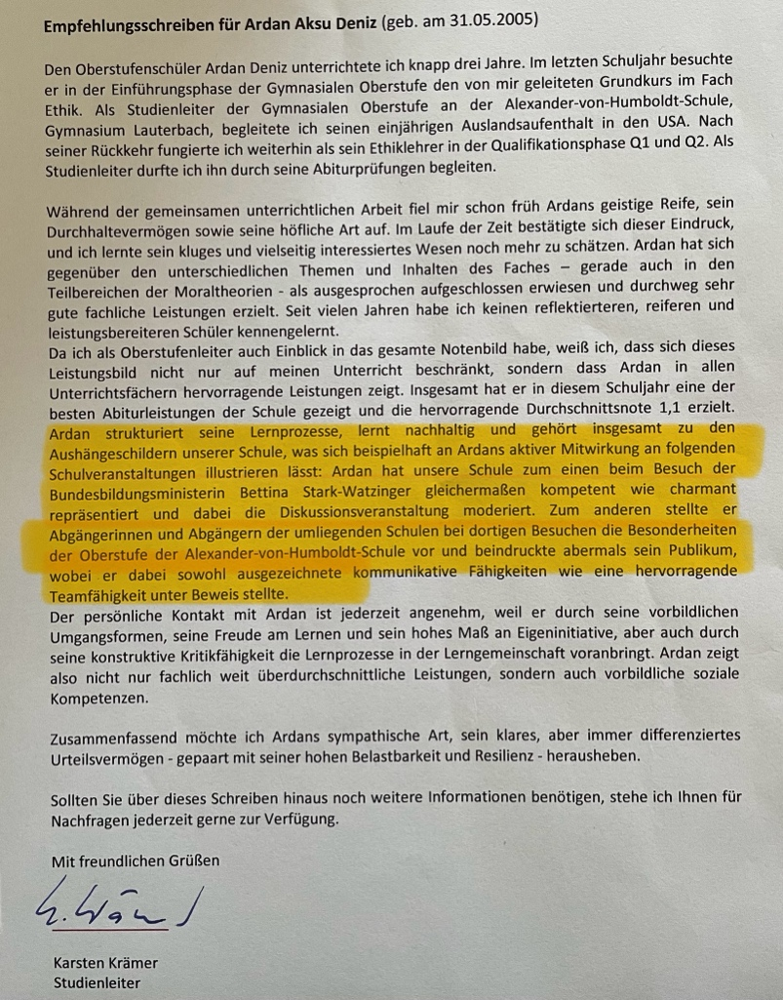 Empfehlungsschreiben für Ardan Aksu Deniz (geb. am 31.05.2005)
Den Oberstufenschüler Ardan Deniz unterrichtete ich knapp drei Jahre. Im letzten Schuljahr besuchte
er in der Einführungsphase der Gymnasialen Oberstufe den von mir geleiteten Grundkurs im Fach
Ethik. Als Studienleiter der Gymnasialen Oberstufe an der Alexander-von-Humboldt-Schule,
Gymnasium Lauterbach, begleitete ich seinen einjährigen Auslandsaufenthalt in den USA. Nach
seiner Rückkehr fungierte ich weiterhin als sein Ethiklehrer in der Qualifikationsphase Q1 und Q2. Als
Studienleiter durfte ich ihn durch seine Abiturprüfungen begleiten.
Während der gemeinsamen unterrichtlichen Arbeit fiel mir schon früh Ardans geistige Reife, sein
Durchhaltevermögen sowie seine höfliche Art auf. Im Laufe der Zeit bestätigte sich dieser Eindruck,
und ich lernte sein kluges und vielseitig interessiertes Wesen noch mehr zu schätzen. Ardan hat sich
gegenüber den unterschiedlichen Themen und Inhalten des Faches – gerade auch in den
Teilbereichen der Moraltheorien - als ausgesprochen aufgeschlossen erwiesen und durchweg sehr
gute fachliche Leistungen erzielt. Seit vielen Jahren habe ich keinen reflektierteren, reiferen und
leistungsbereiteren Schüler kennengelernt.
Da ich als Oberstufenleiter auch Einblick in das gesamte Notenbild habe, weiß ich, dass sich dieses
Leistungsbild nicht nur auf meinen Unterricht beschränkt, sondern dass Ardan in allen
Unterrichtsfächern hervorragende Leistungen zeigt. Insgesamt hat er in diesem Schuljahr eine der
besten Abiturleistungen der Schule gezeigt und die hervorragende Durchschnittsnote 1,1 erzielt.
Ardan strukturiert seine Lernprozesse, lernt nachhaltig und gehört insgesamt zu den
Aushängeschildern unserer Schule, was sich beispielhaft an Ardans aktiver Mitwirkung an folgenden
Schulveranstaltungen illustrieren lässt: Ardan hat unsere Schule zum einen beim Besuch der
Bundesbildungsministerin Bettina Stark-Watzinger gleichermaßen kompetent wie charmant
repräsentiert und dabei die Diskussionsveranstaltung moderiert. Zum anderen stellte er
Abgängerinnen und Abgängern der umliegenden Schulen bei dortigen Besuchen die Besonderheiten
der Oberstufe der Alexander-von-Humboldt-Schule vor und beindruckte abermals sein Publikum,
wobei er dabei sowohl ausgezeichnete kommunikative Fähigkeiten wie eine hervorragende
Teamfähigkeit unter Beweis stellte.
Der persönliche Kontakt mit Ardan ist jederzeit angenehm, weil er durch seine vorbildlichen
Umgangsformen, seine Freude am Lernen und sein hohes Maß an Eigeninitiative, aber auch durch
seine konstruktive Kritikfähigkeit die Lernprozesse in der Lerngemeinschaft voranbringt. Ardan zeigt
also nicht nur fachlich weit überdurchschnittliche Leistungen, sondern auch vorbildliche soziale
Kompetenzen.
Zusammenfassend möchte ich Ardans sympathische Art, sein klares, aber immer differenziertes
Urteilsvermögen - gepaart mit seiner hohen Belastbarkeit und Resilienz - herausheben.
Sollten Sie über dieses Schreiben hinaus noch weitere Informationen benötigen, stehe ich Ihnen für
Nachfragen jederzeit gerne zur Verfügung.
Mit freundlichen Grüßen
Karsten Krämer
Studienleiter